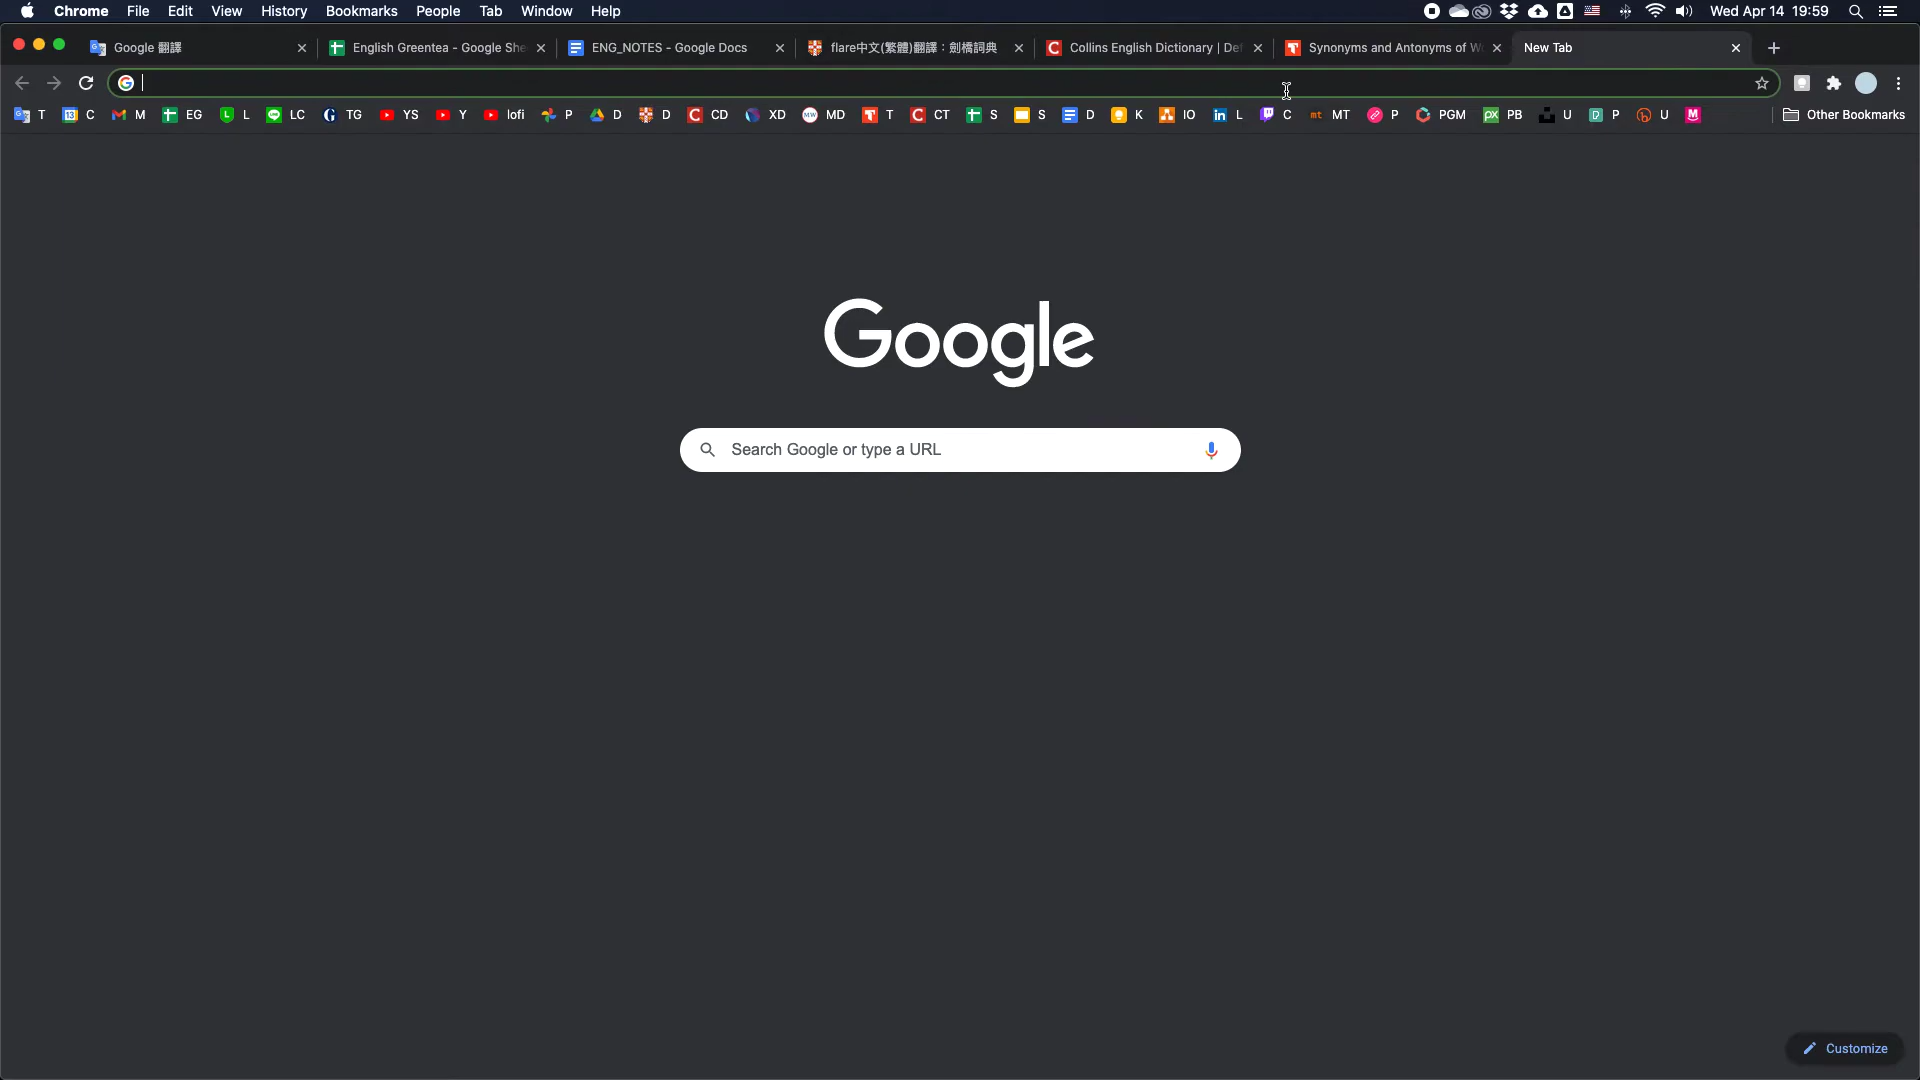 Chrome File Edit View History Bookmarks People Tab Window Help Wed Apr 14 19:59
Google 翻譯 English Greentea - Google She ENG_NOTES - Google Docs flare中文(繁體)翻譯：劍橋詞典 Collins English Dictionary | Def Synonyms and Antonyms of W New Tab
T 13 C M EG L LC TG YS Y lofi P D D CD XD MD T CT S S D K IO L C mt MT P PGM PX PB U P U M Other Bookmarks
Google
Search Google or type a URL
Customize